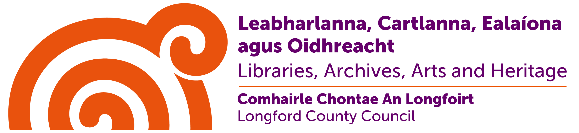 Leabharlanna, Cartlanna, Ealaíona
agus Oidhreacht
Libraries, Archives, Arts and Heritage
Comhairle Chontae An Longfoirt
Longford County Council